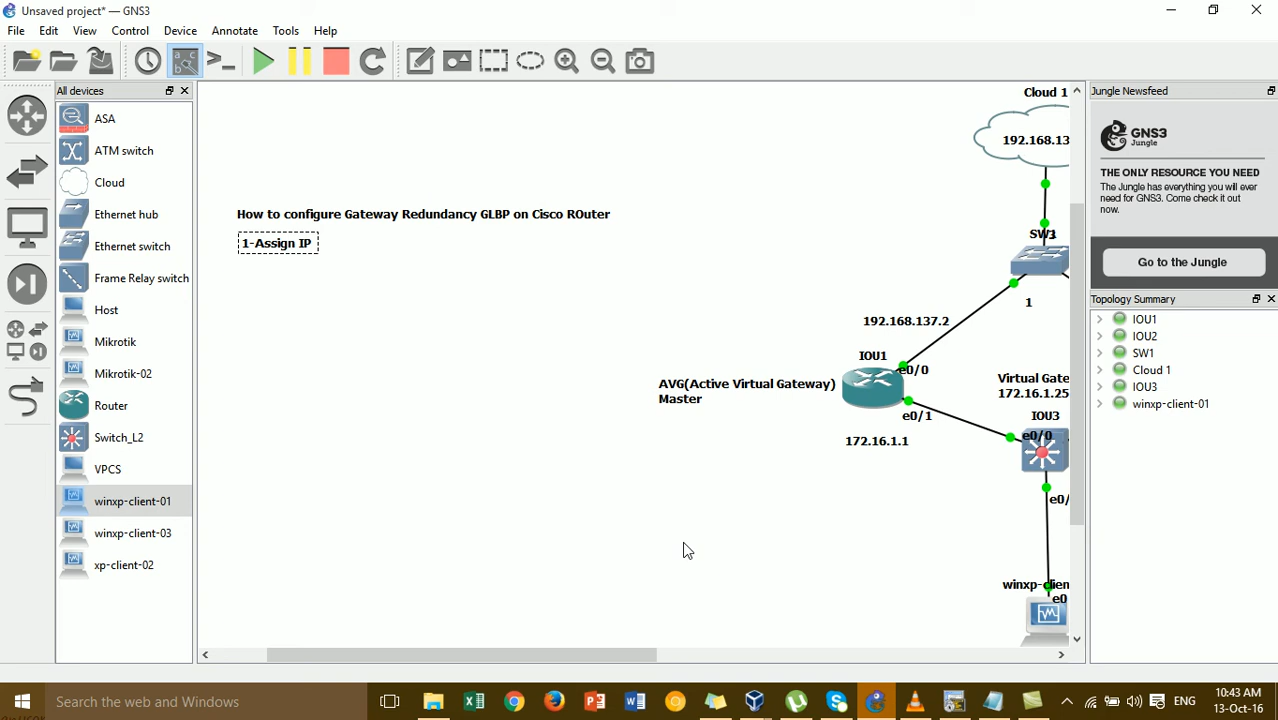 Unsaved project* — GNS3
File Edit View Control Device Annotate Tools Help
All devices
ASA
ATM switch
Cloud
Ethernet hub
Ethernet switch
Frame Relay switch
Host
Mikrotik
Mikrotik-02
Router
Switch_L2
VPCS
winxp-client-01
winxp-client-03
xp-client-02
How to configure Gateway Redundancy GLBP on Cisco ROuter
1-Assign IP
Cloud 1
192.168.13
SW1
1
192.168.137.2
IOU1
e0/0
AVG(Active Virtual Gateway)
Master
e0/1
172.16.1.1
Virtual Gate
172.16.1.25
IOU3
e0/0
e0/
winxp-clien
e0
Jungle Newsfeed
GNS3
Jungle
THE ONLY RESOURCE YOU NEED
The Jungle has everything you will ever
need for GNS3. Come check it out
now.
Go to the Jungle
Topology Summary
IOU1
IOU2
SW1
Cloud 1
IOU3
winxp-client-01
Search the web and Windows
ENG
10:43 AM
13-Oct-16